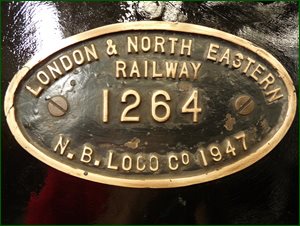 LONDON & NORTH EASTERN
RAILWAY
1264
N.B. LOCO CO 1947